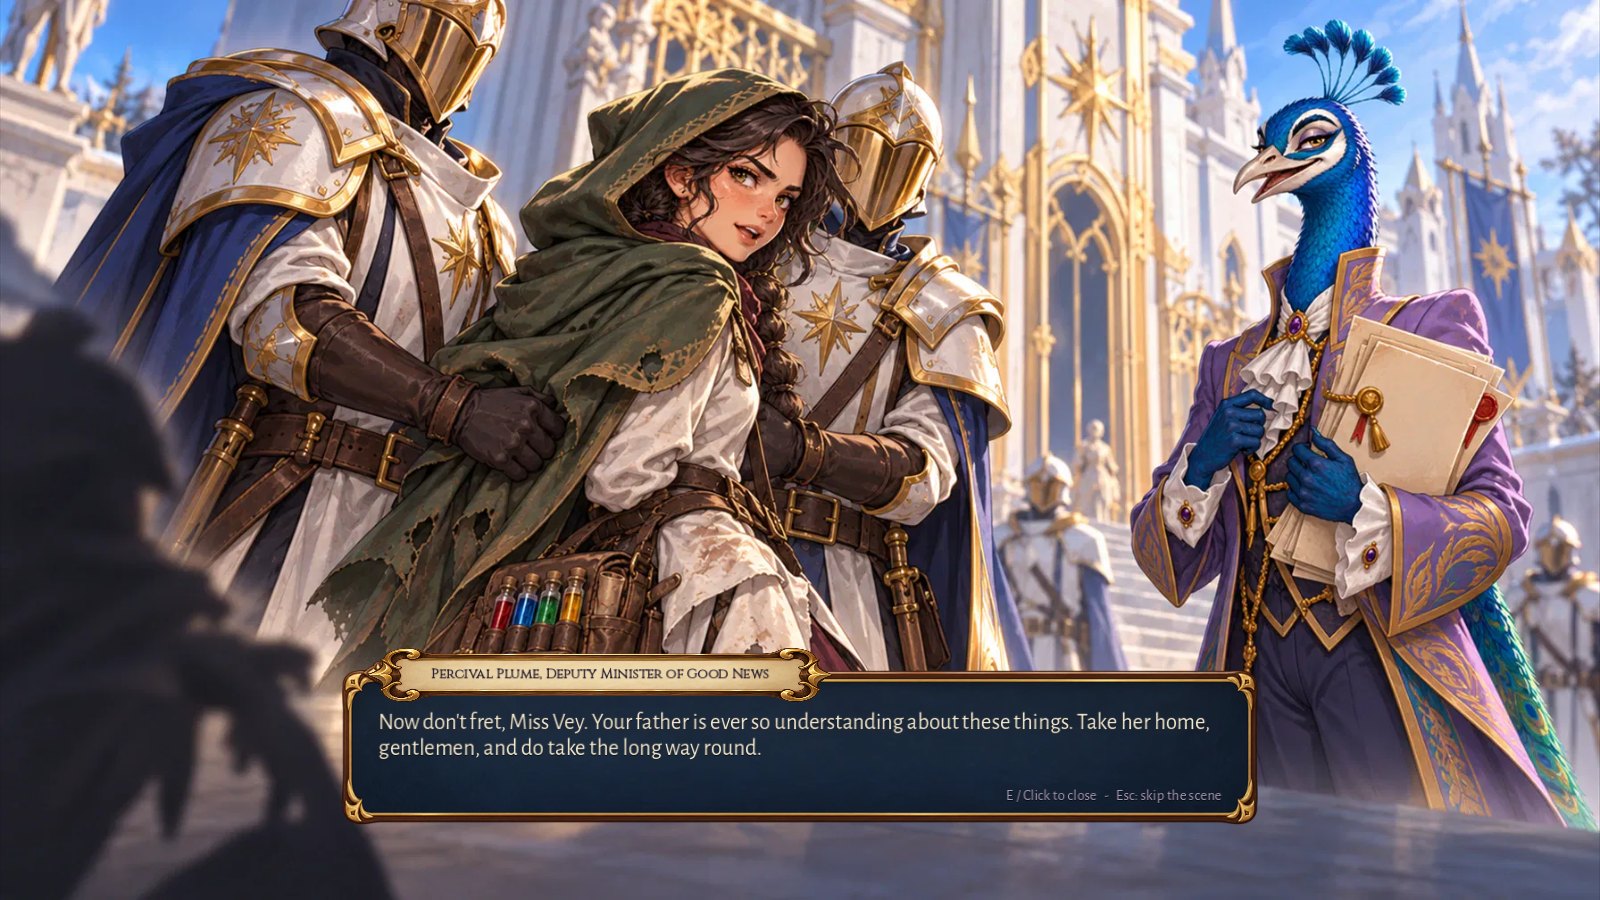 Percival Plume, Deputy Minister of Good News
Now don't fret, Miss Vey. Your father is ever so understanding about these things. Take her home,
gentlemen, and do take the long way round.
E / Click to close - Esc: skip the scene